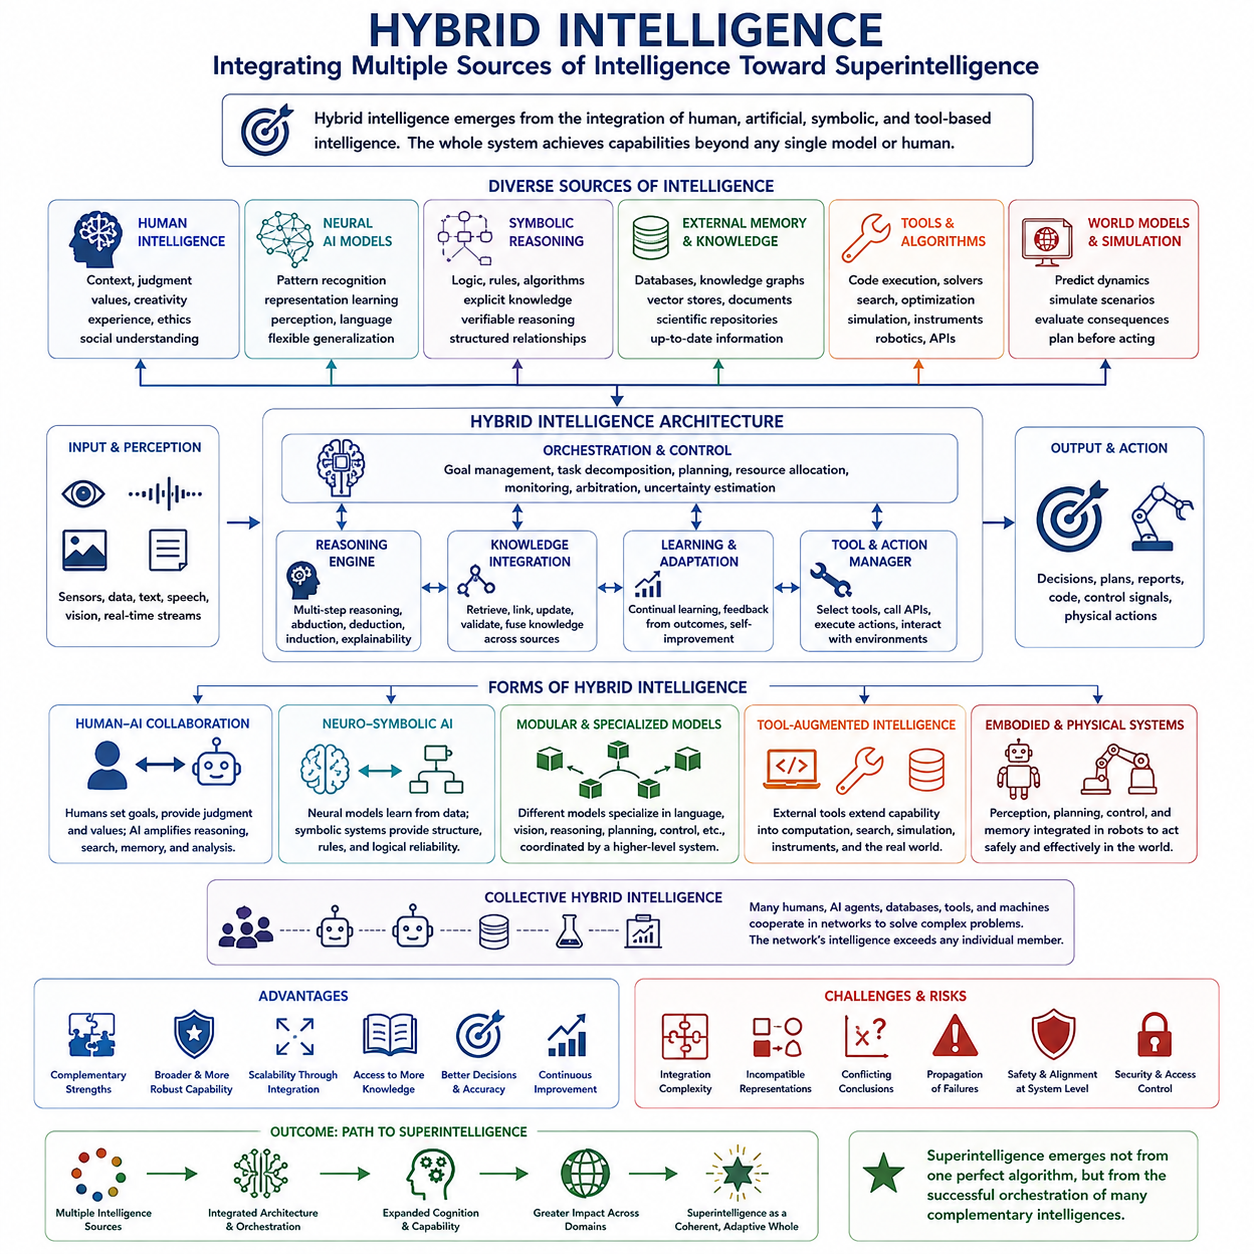 HYBRID INTELLIGENCE
Integrating Multiple Sources of Intelligence Toward Superintelligence
Hybrid intelligence emerges from the integration of human, artificial, symbolic, and tool-based
intelligence. The whole system achieves capabilities beyond any single model or human.
DIVERSE SOURCES OF INTELLIGENCE
HUMAN
INTELLIGENCE
Context, judgment
values, creativity
experience, ethics
social understanding
NEURAL
AI MODELS
Pattern recognition
representation learning
perception, language
flexible generalization
SYMBOLIC
REASONING
Logic, rules, algorithms
explicit knowledge
verifiable reasoning
structured relationships
EXTERNAL MEMORY
& KNOWLEDGE
Databases, knowledge graphs
vector stores, documents
scientific repositories
up-to-date information
TOOLS &
ALGORITHMS
Code execution, solvers
search, optimization
simulation, instruments
robotics, APIs
WORLD MODELS
& SIMULATION
Predict dynamics
simulate scenarios
evaluate consequences
plan before acting
INPUT & PERCEPTION
Sensors, data, text, speech,
vision, real-time streams
HYBRID INTELLIGENCE ARCHITECTURE
ORCHESTRATION & CONTROL
Goal management, task decomposition, planning, resource allocation,
monitoring, arbitration, uncertainty estimation
REASONING
ENGINE
Multi-step reasoning,
abduction, deduction,
induction, explainability
KNOWLEDGE
INTEGRATION
Retrieve, link, update,
validate, fuse knowledge
across sources
LEARNING &
ADAPTATION
Continual learning, feedback
from outcomes, self-
improvement
TOOL & ACTION
MANAGER
Select tools, call APIs,
execute actions, interact
with environments
OUTPUT & ACTION
Decisions, plans, reports,
code, control signals,
physical actions
FORMS OF HYBRID INTELLIGENCE
HUMAN–AI COLLABORATION
Humans set goals, provide judgment
and values; AI amplifies reasoning,
search, memory, and analysis.
NEURO–SYMBOLIC AI
Neural models learn from data;
symbolic systems provide structure,
rules, and logical reliability.
MODULAR & SPECIALIZED MODELS
Different models specialize in language,
vision, reasoning, planning, control, etc.,
coordinated by a higher-level system.
TOOL-AUGMENTED INTELLIGENCE
</>
External tools extend capability
into computation, search, simulation,
instruments, and the real world.
EMBODIED & PHYSICAL SYSTEMS
Perception, planning, control, and
memory integrated in robots to act
safely and effectively in the world.
COLLECTIVE HYBRID INTELLIGENCE
Many humans, AI agents, databases, tools, and machines
cooperate in networks to solve complex problems.
The network's intelligence exceeds any individual member.
ADVANTAGES
Complementary
Strengths
Broader & More
Robust Capability
Scalability Through
Integration
Access to More
Knowledge
Better Decisions
& Accuracy
Continuous
Improvement
CHALLENGES & RISKS
Integration
Complexity
Incompatible
Representations
x?
Conflicting
Conclusions
Propagation
of Failures
Safety & Alignment
at System Level
Security & Access
Control
OUTCOME: PATH TO SUPERINTELLIGENCE
Multiple Intelligence
Sources
Integrated Architecture
& Orchestration
Expanded Cognition
& Capability
Greater Impact Across
Domains
Superintelligence as a
Coherent, Adaptive Whole
Superintelligence emerges not from
one perfect algorithm, but from the
successful orchestration of many
complementary intelligences.